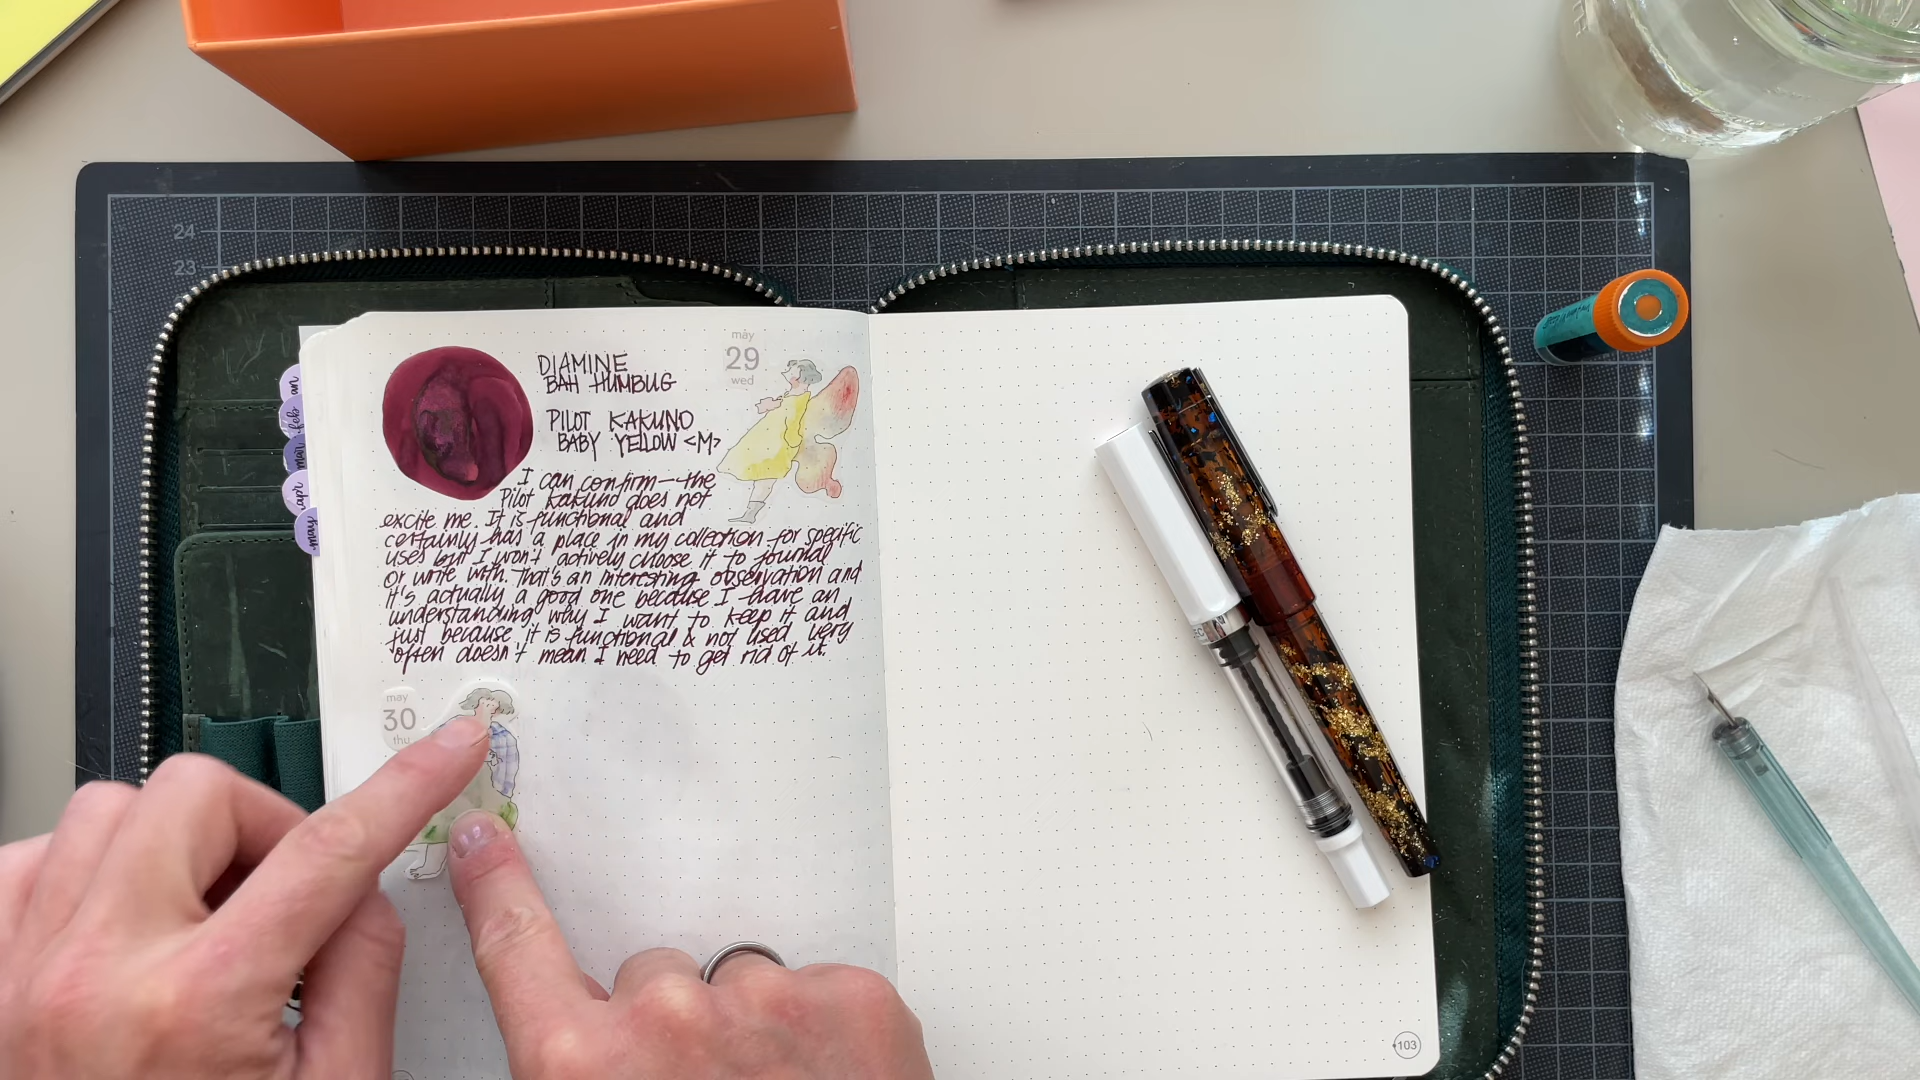 24
23
an
feb
mar
apr
may
DIAMINE
BAH HUMBUG
PILOT KAKUNO
BABY YELLOW <M>
may
29
wed
I can confirm—the
Pilot Kakuno does not
excite me. It is functional and
certainly has a place in my collection for specific
uses but I won't actively choose it to journal
or write with. That's an interesting observation and
it's actually a good one because I have an
understanding why I want to keep it and
just because it is functional & not used very
often doesn't mean I need to get rid of it.
may
30
thu
103